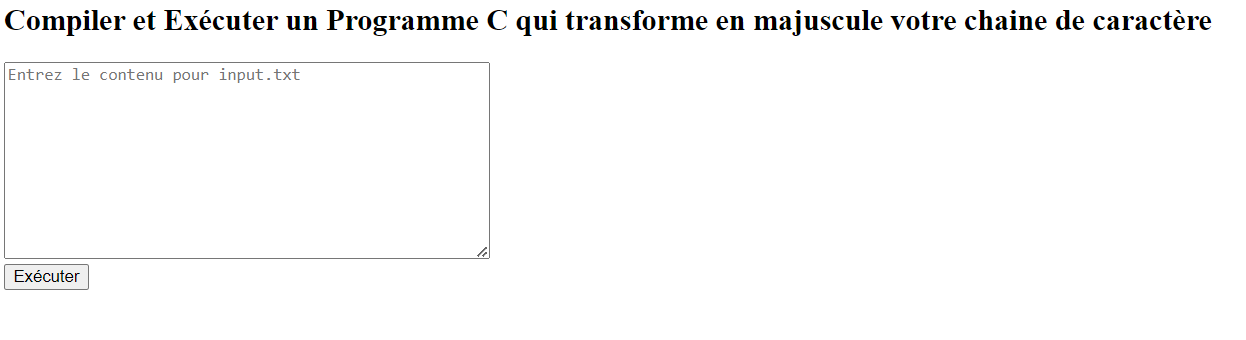 Compiler et Exécuter un Programme C qui transforme en majuscule votre chaine de caractère
Entrez le contenu pour input.txt
Exécuter